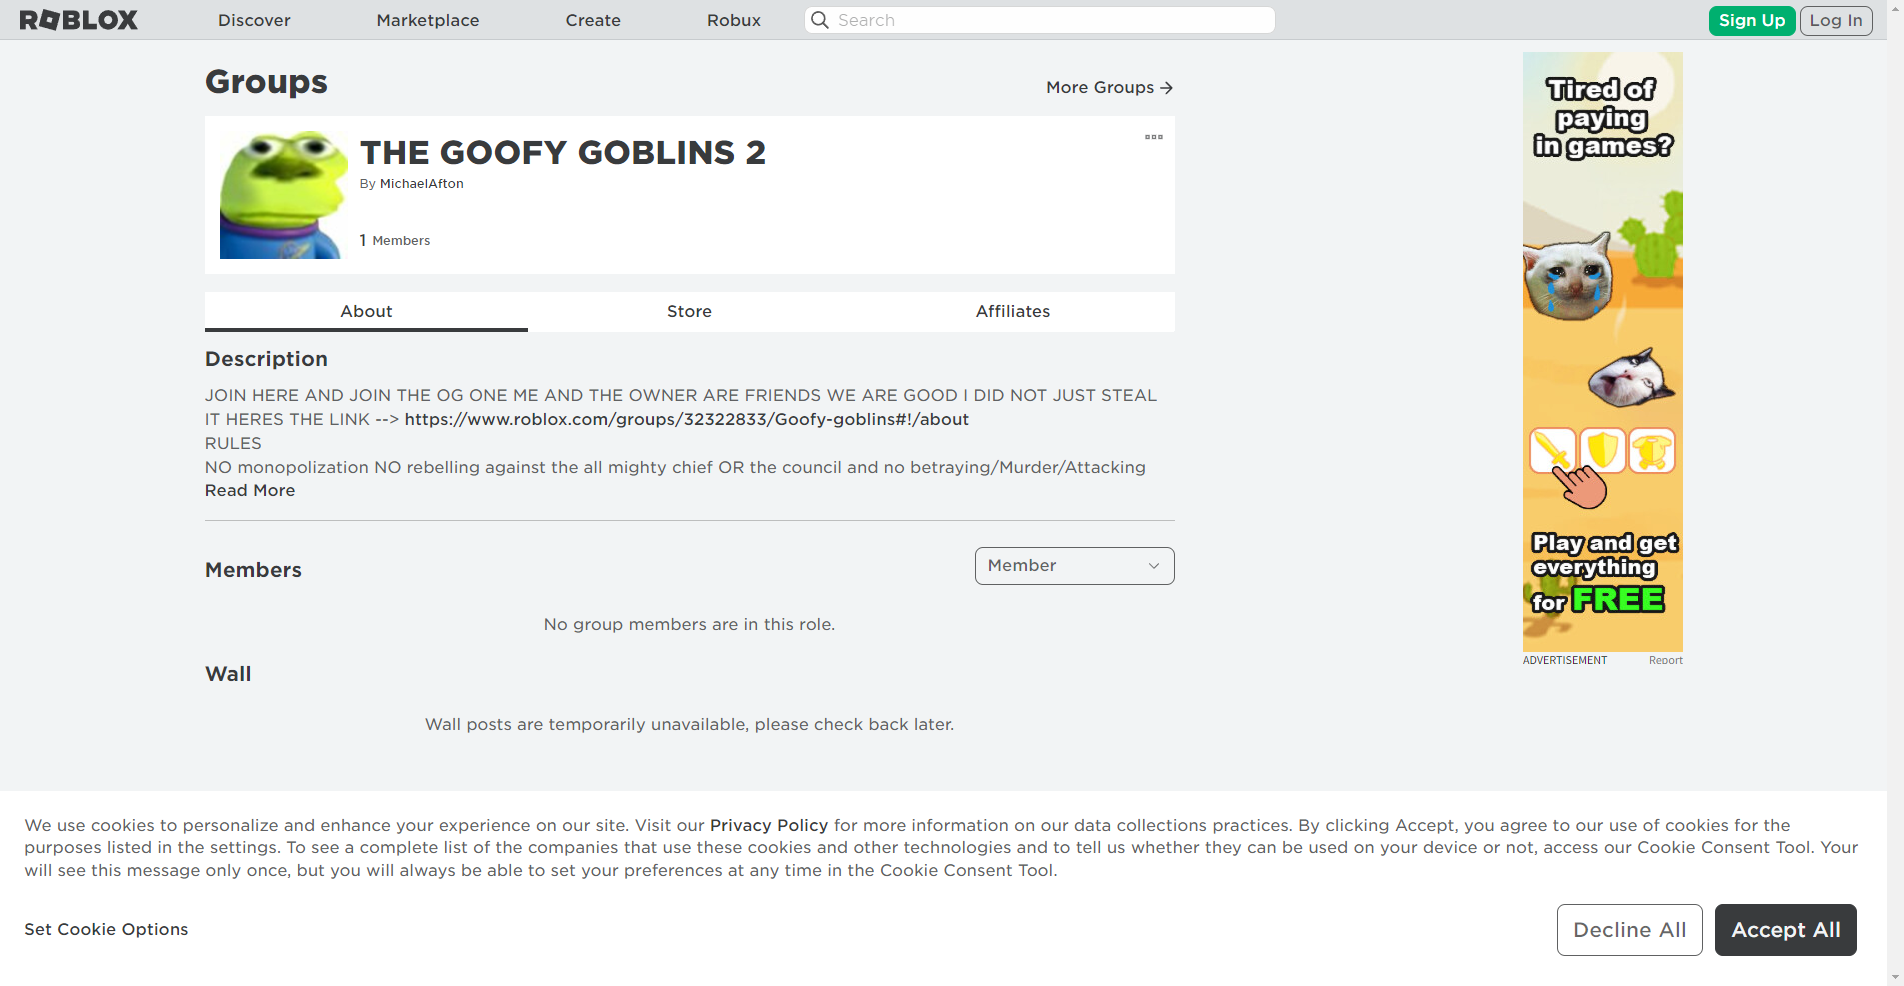 ROBLOX
Discover
Marketplace
Create
Robux
Search
Sign Up
Log In
Groups
More Groups →
THE GOOFY GOBLINS 2
By MichaelAfton
1 Members
About
Store
Affiliates
Description
JOIN HERE AND JOIN THE OG ONE ME AND THE OWNER ARE FRIENDS WE ARE GOOD I DID NOT JUST STEAL
IT HERES THE LINK --> https://www.roblox.com/groups/32322833/Goofy-goblins#!/about
RULES
NO monopolization NO rebelling against the all mighty chief OR the council and no betraying/Murder/Attacking
Read More
Members
Member
No group members are in this role.
Wall
Wall posts are temporarily unavailable, please check back later.
Tired of
paying
in games?
Play and get
everything
for FREE
ADVERTISEMENT
Report
We use cookies to personalize and enhance your experience on our site. Visit our Privacy Policy for more information on our data collections practices. By clicking Accept, you agree to our use of cookies for the
purposes listed in the settings. To see a complete list of the companies that use these cookies and other technologies and to tell us whether they can be used on your device or not, access our Cookie Consent Tool. Your
will see this message only once, but you will always be able to set your preferences at any time in the Cookie Consent Tool.
Set Cookie Options
Decline All
Accept All